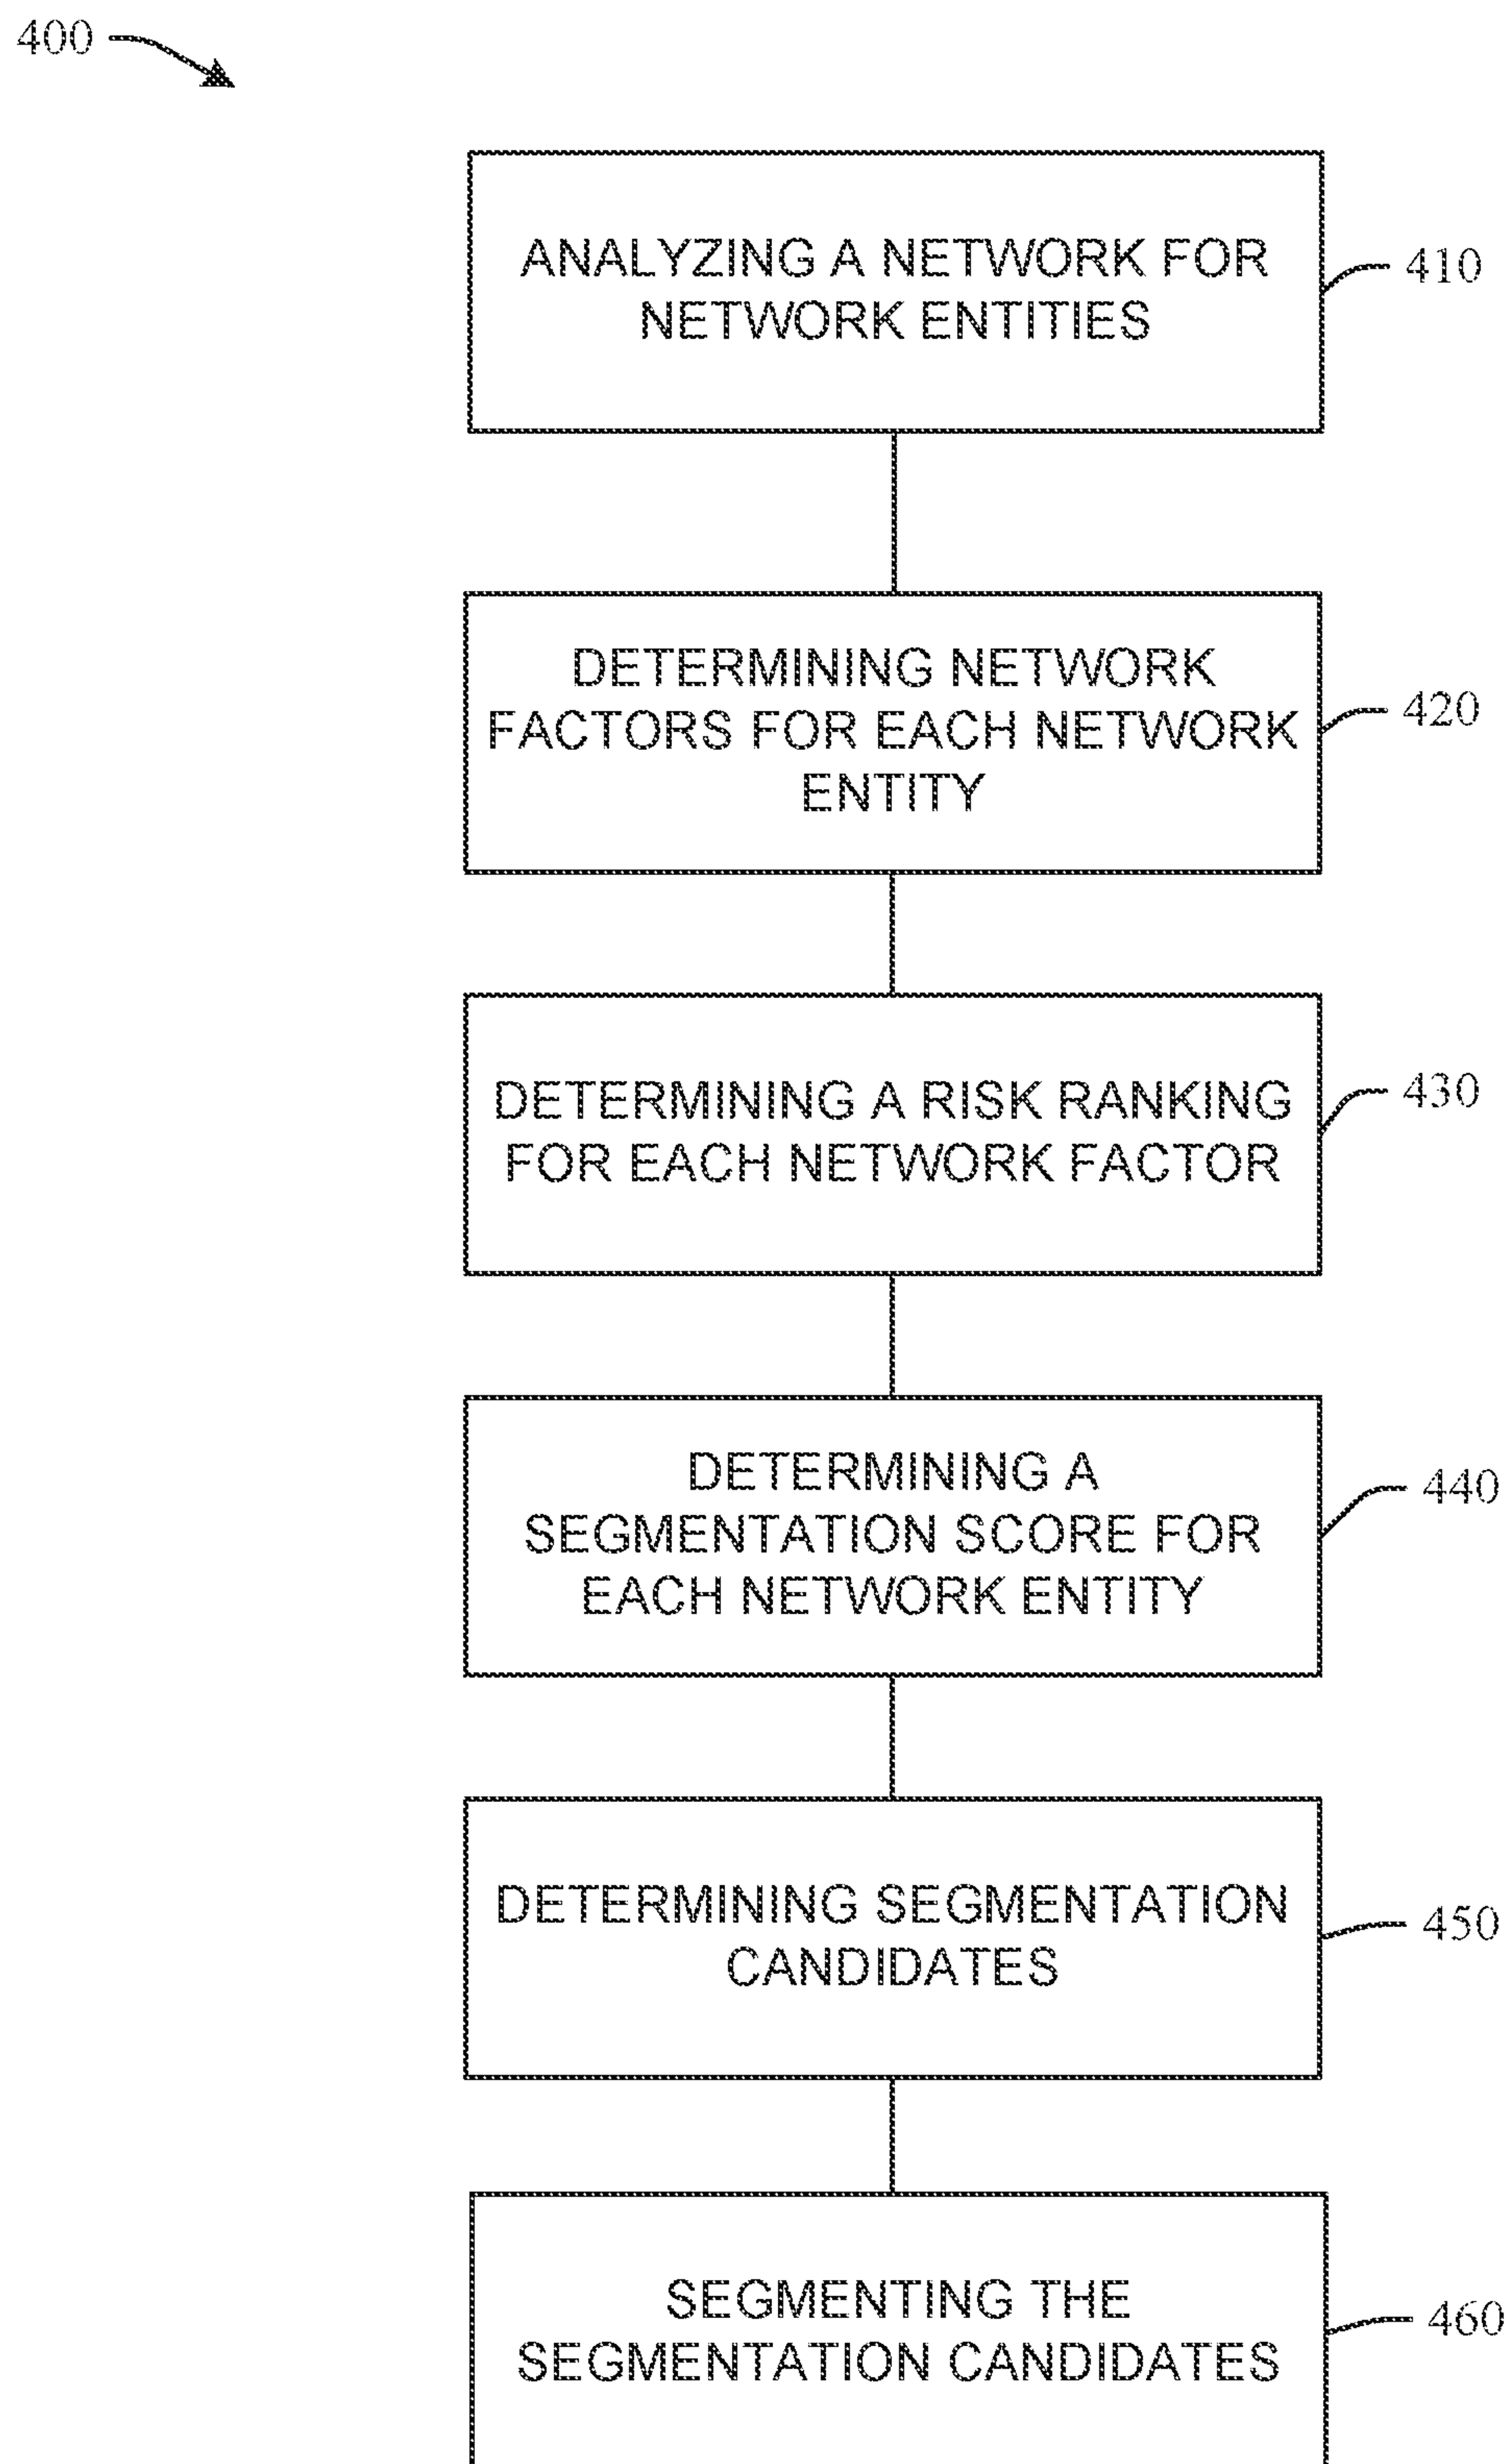 400
ANALYZING A NETWORK FOR
NETWORK ENTITIES
410
DETERMINING NETWORK
FACTORS FOR EACH NETWORK
ENTITY
420
DETERMINING A RISK RANKING
FOR EACH NETWORK FACTOR
430
DETERMINING A
SEGMENTATION SCORE FOR
EACH NETWORK ENTITY
440
DETERMINING SEGMENTATION
CANDIDATES
450
SEGMENTING THE
SEGMENTATION CANDIDATES
460